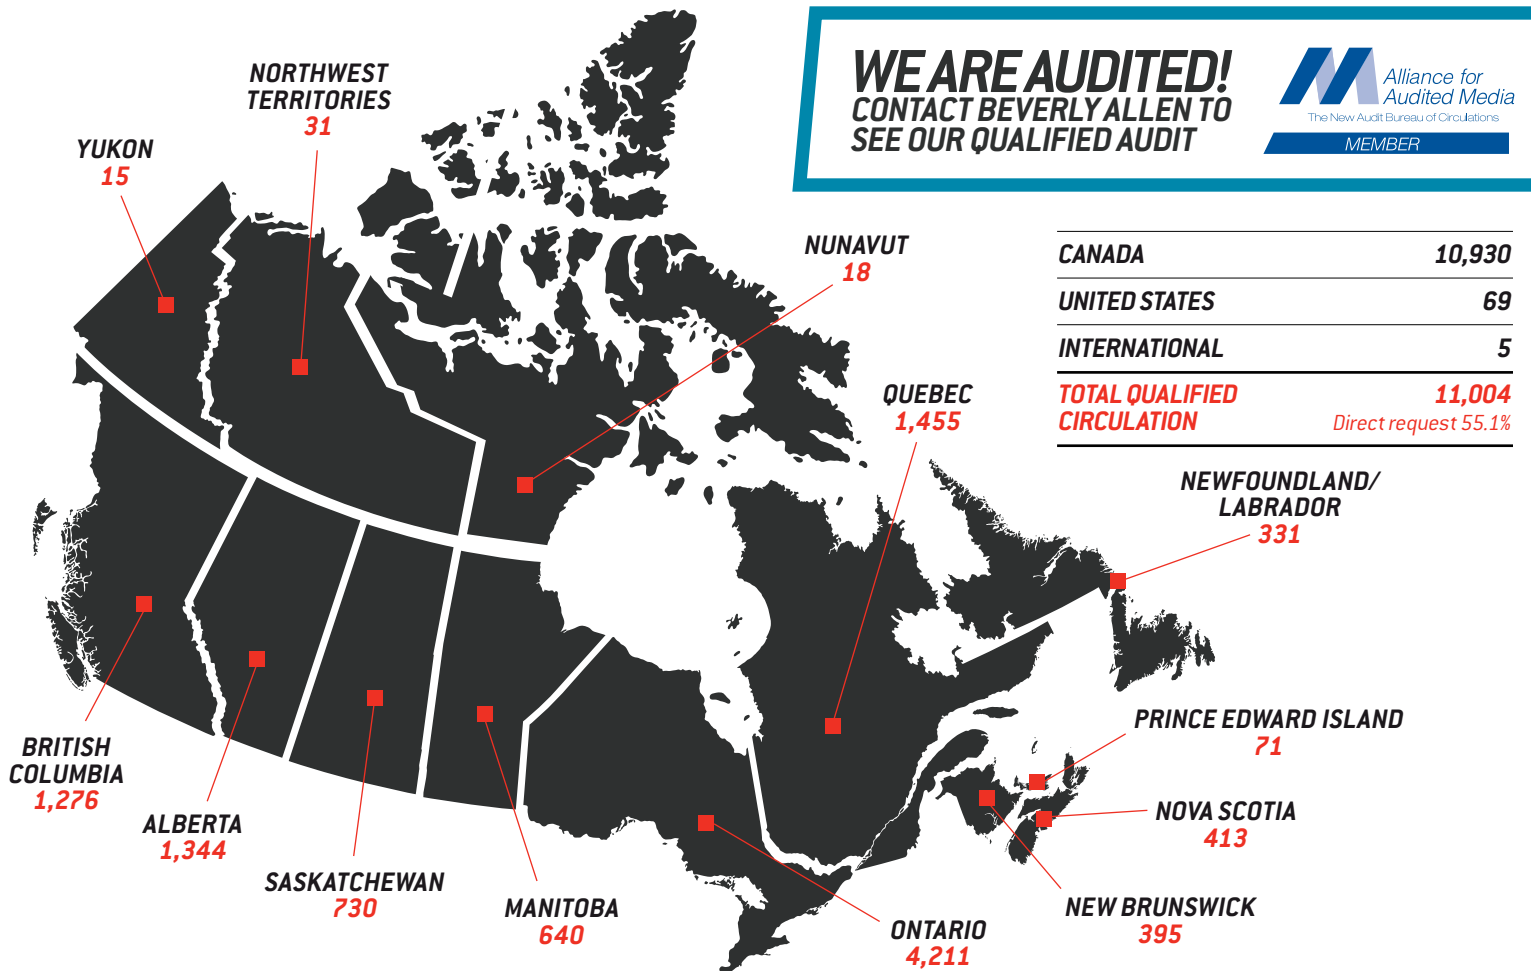 WE ARE AUDITED!
CONTACT BEVERLY ALLEN TO
SEE OUR QUALIFIED AUDIT
Alliance for
Audited Media
The New Audit Bureau of Circulations
MEMBER
NORTHWEST
TERRITORIES
31
YUKON
15
NUNAVUT
18
CANADA 10,930
UNITED STATES 69
INTERNATIONAL 5
TOTAL QUALIFIED 11,004
CIRCULATION Direct request 55.1%
QUEBEC
1,455
NEWFOUNDLAND/
LABRADOR
331
PRINCE EDWARD ISLAND
71
NOVA SCOTIA
413
NEW BRUNSWICK
395
BRITISH
COLUMBIA
1,276
ALBERTA
1,344
SASKATCHEWAN
730
MANITOBA
640
ONTARIO
4,211